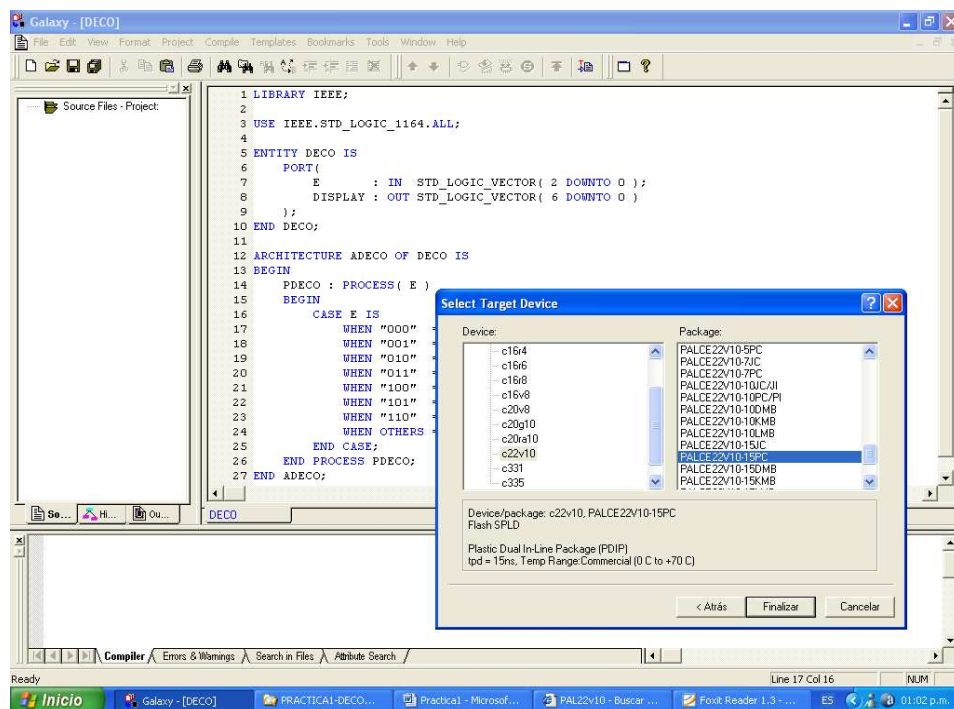 Galaxy - [DECO]
File Edit View Format Project Compile Templates Bookmarks Tools Window Help
Source Files - Project:
1 LIBRARY IEEE;
2
3 USE IEEE.STD_LOGIC_1164.ALL;
4
5 ENTITY DECO IS
6 PORT(
7 E : IN STD_LOGIC_VECTOR( 2 DOWNTO 0 );
8 DISPLAY : OUT STD_LOGIC_VECTOR( 6 DOWNTO 0 )
9 );
10 END DECO;
11
12 ARCHITECTURE ADECO OF DECO IS
13 BEGIN
14 PDECO : PROCESS( E )
15 BEGIN
16 CASE E IS
17 WHEN "000" =
18 WHEN "001" =
19 WHEN "010" =
20 WHEN "011" =
21 WHEN "100" =
22 WHEN "101" =
23 WHEN "110" =
24 WHEN OTHERS =
25 END CASE;
26 END PROCESS PDECO;
27 END ADECO;
Select Target Device
Device:
c16r4
c16r6
c16r8
c16v8
c20v8
c20g10
c20ra10
c22v10
c331
c335
Package:
PALCE22V10-5PC
PALCE22V10-7JC
PALCE22V10-7PC
PALCE22V10-10JC/JI
PALCE22V10-10PC/PI
PALCE22V10-10DMB
PALCE22V10-10KMB
PALCE22V10-10LMB
PALCE22V10-15JC
PALCE22V10-15PC
PALCE22V10-15DMB
PALCE22V10-15KMB
Device/package: c22v10, PALCE22V10-15PC
Flash SPLD
Plastic Dual In-Line Package (PDIP)
tpd = 15ns, Temp Range:Commercial (0 C to +70 C)
< Atrás Finalizar Cancelar
So... Hi... Ou...
DECO
Compiler Errors & Warnings Search in Files Attribute Search
Ready Line 17 Col 16 NUM
Inicio Galaxy - [DECO] PRACTICA1-DECO... Practica1 - Microsof... PAL22v10 - Buscar ... Foxit Reader 1.3 - ... ES 01:02 p.m.